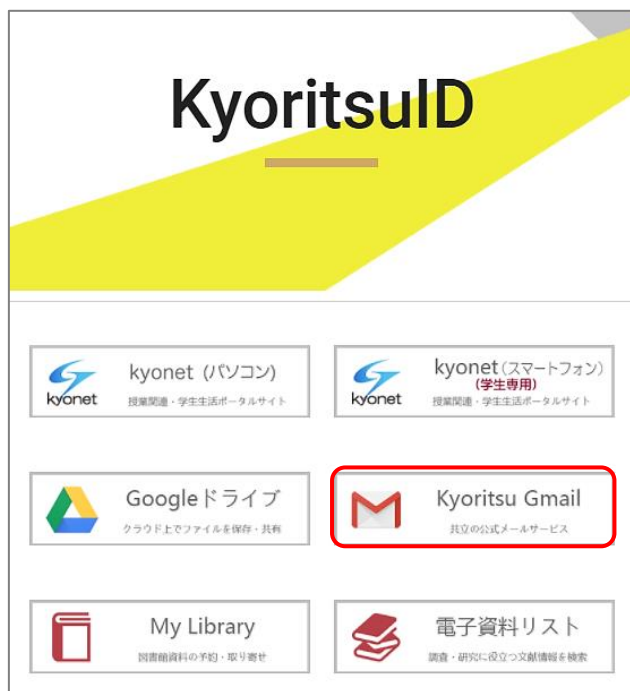 KyoritsuID
kyonet (パソコン)
kyonet
授業関連・学生生活ポータルサイト
kyonet (スマートフォン)
(学生専用)
kyonet
授業関連・学生生活ポータルサイト
Googleドライブ
クラウド上でファイルを保存・共有
Kyoritsu Gmail
共立の公式メールサービス
My Library
図書館資料の予約・取り寄せ
電子資料リスト
調査・研究に役立つ文献情報を検索